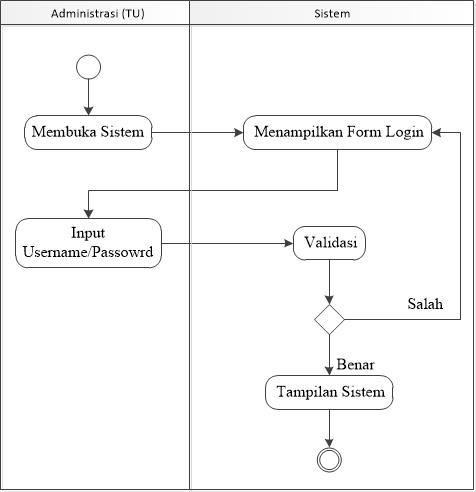 Administrasi (TU)
Sistem
Membuka Sistem
Menampilkan Form Login
Input
Username/Passowrd
Validasi
Salah
Benar
Tampilan Sistem